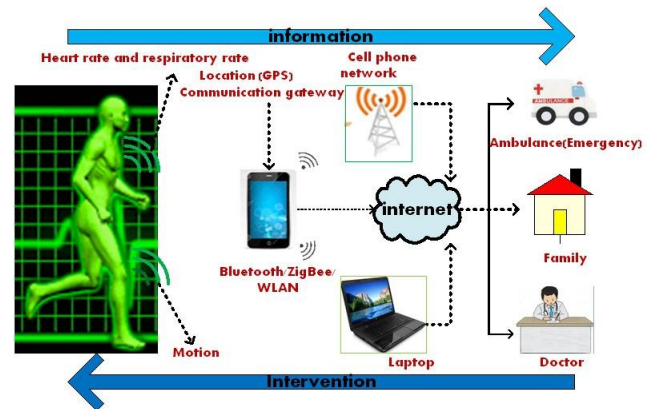 information
Heart rate and respiratory rate
Location (GPS)
Communication gateway
Cell phone
network
AMBULANCE
Ambulance(Emergency)
internet
Bluetooth/ZigBee/
WLAN
Family
Motion
Laptop
Doctor
Intervention